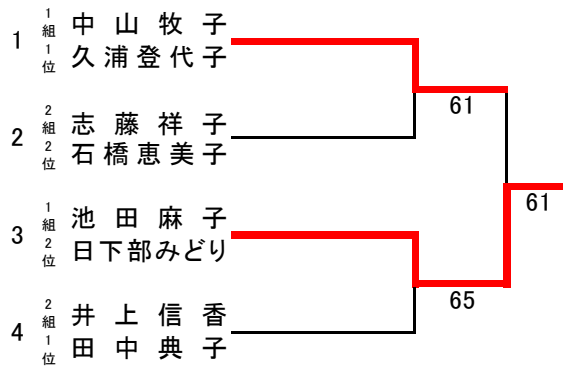 1
1組1位
中山牧子
久浦登代子
61
2
2組2位
志藤祥子
石橋恵美子
61
3
1組2位
池田麻子
日下部みどり
65
4
2組1位
井上信香
田中典子